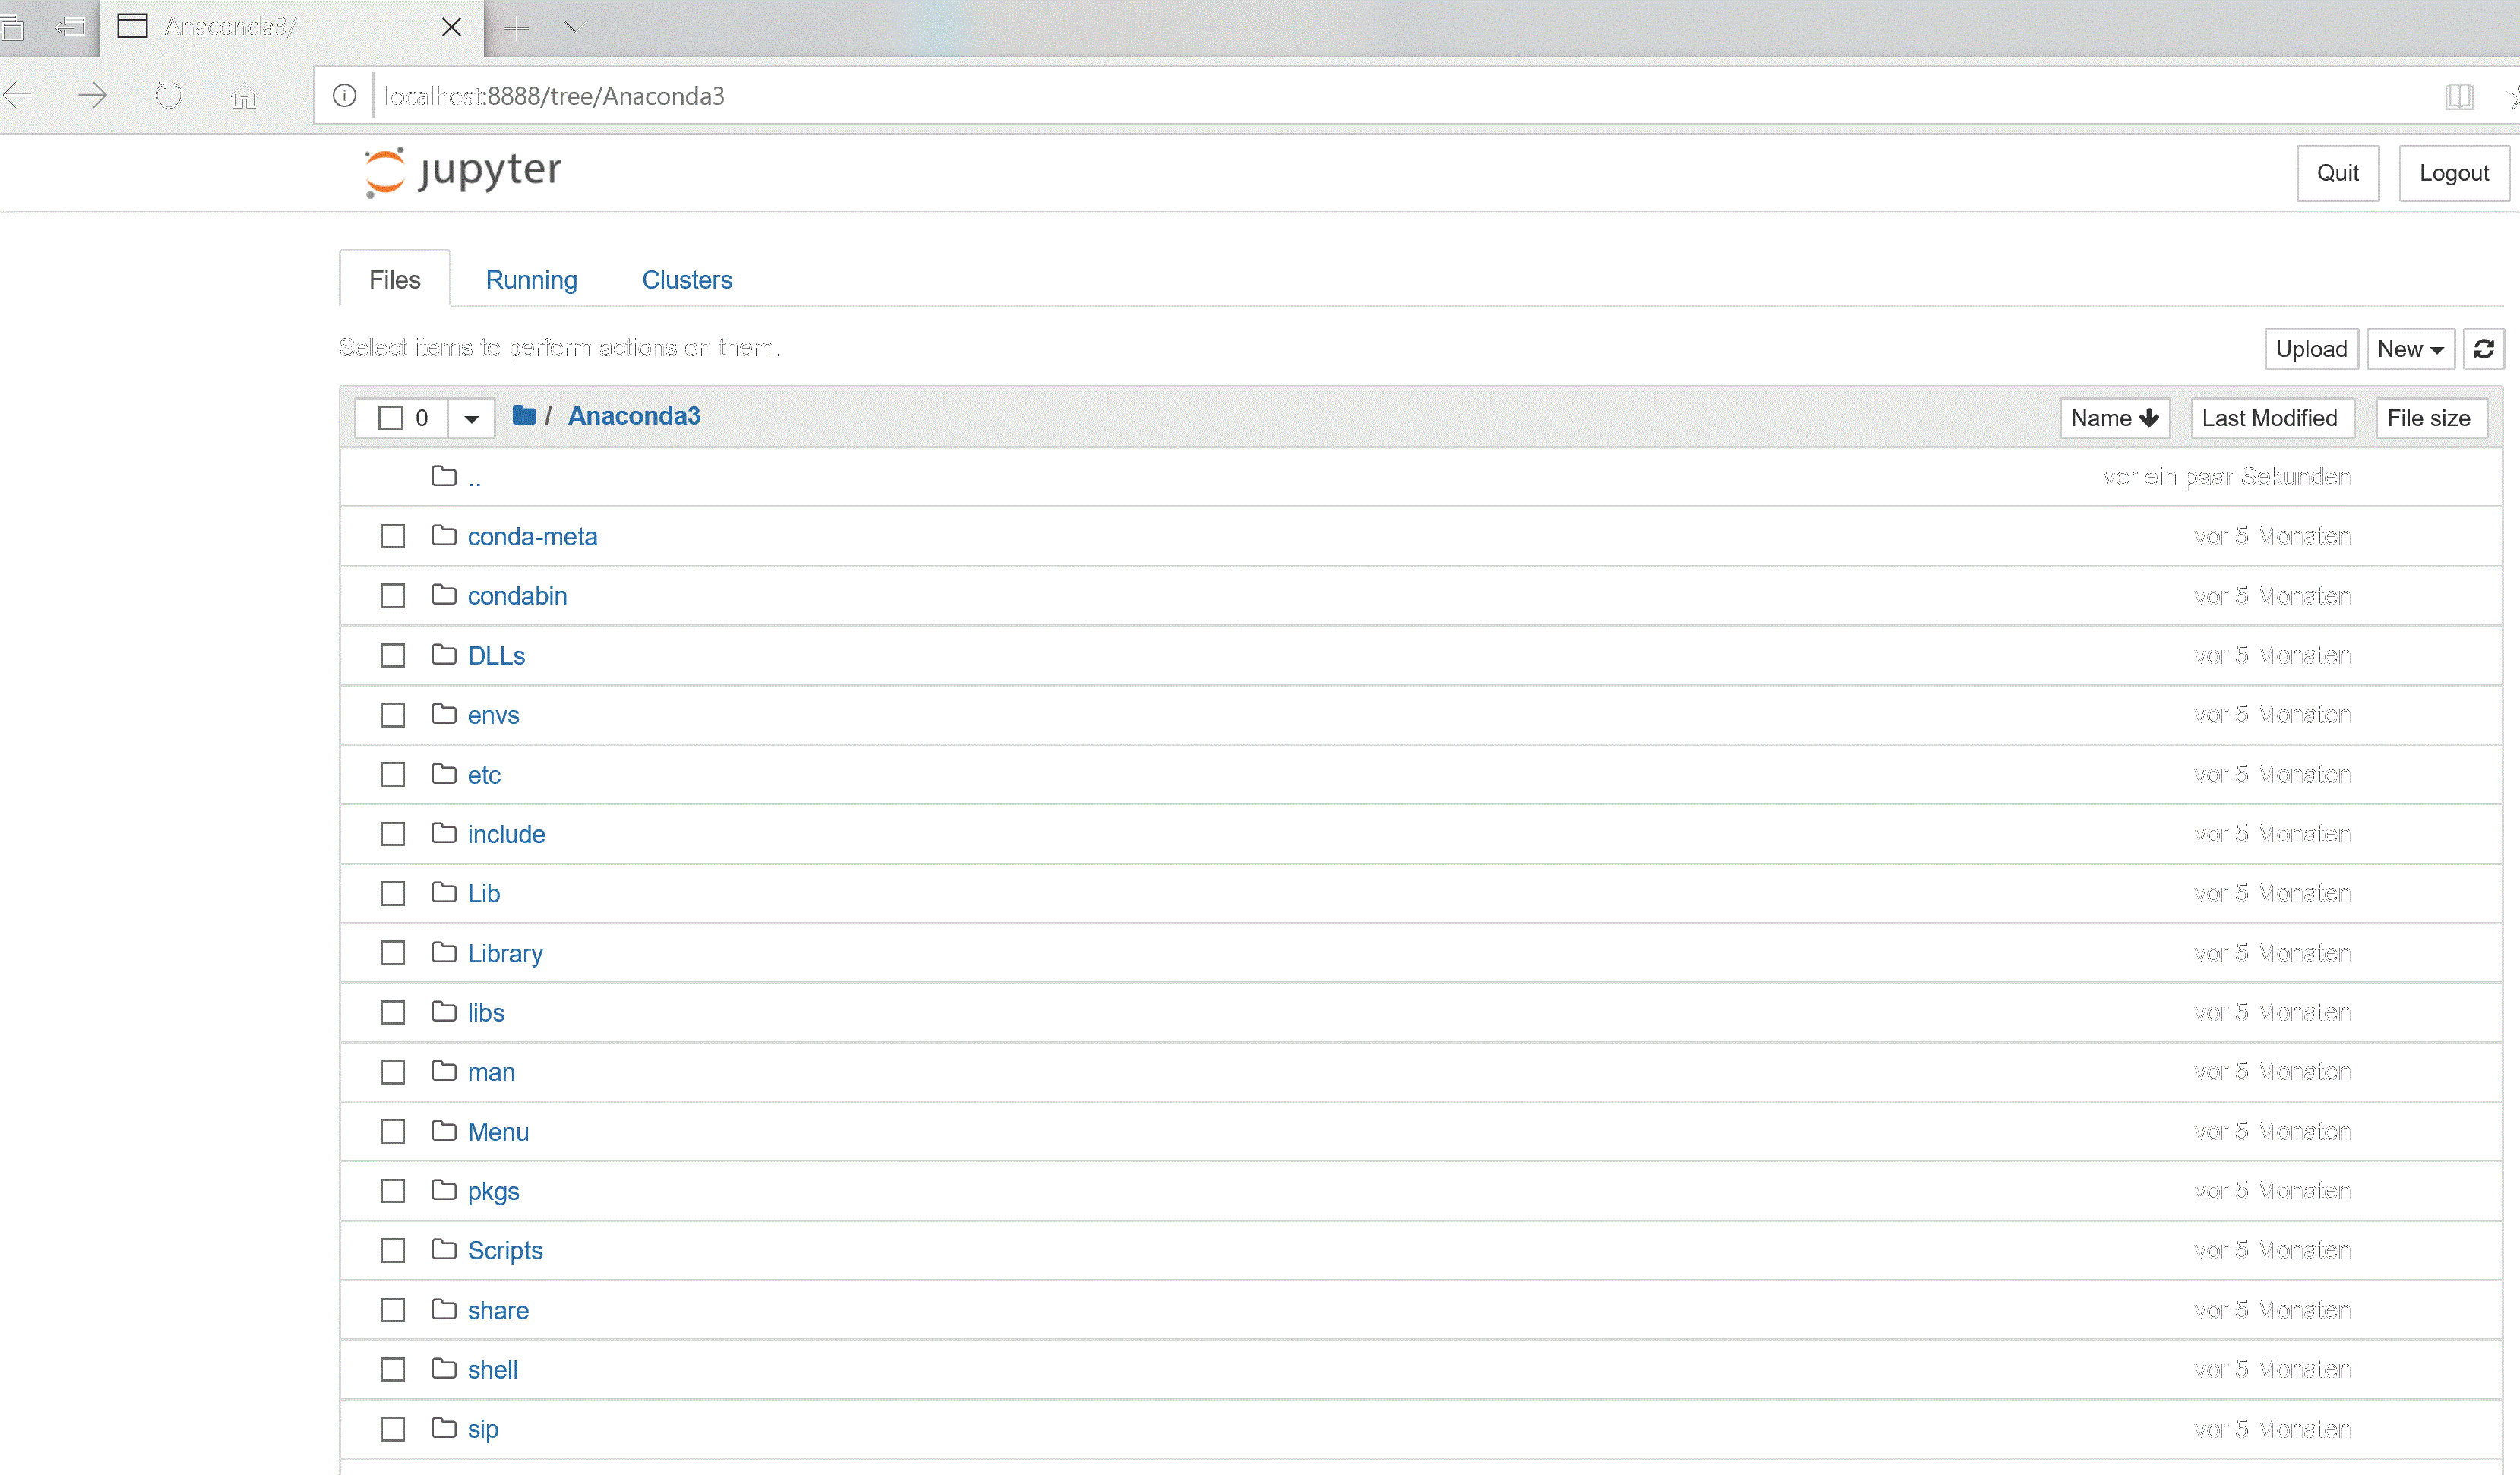 Anaconda3/
localhost:8888/tree/Anaconda3
jupyter
Quit
Logout
Files
Running
Clusters
Select items to perform actions on them.
Upload
New
0
/ Anaconda3
Name
Last Modified
File size
..
vor ein paar Sekunden
conda-meta
vor 5 Monaten
condabin
vor 5 Monaten
DLLs
vor 5 Monaten
envs
vor 5 Monaten
etc
vor 5 Monaten
include
vor 5 Monaten
Lib
vor 5 Monaten
Library
vor 5 Monaten
libs
vor 5 Monaten
man
vor 5 Monaten
Menu
vor 5 Monaten
pkgs
vor 5 Monaten
Scripts
vor 5 Monaten
share
vor 5 Monaten
shell
vor 5 Monaten
sip
vor 5 Monaten